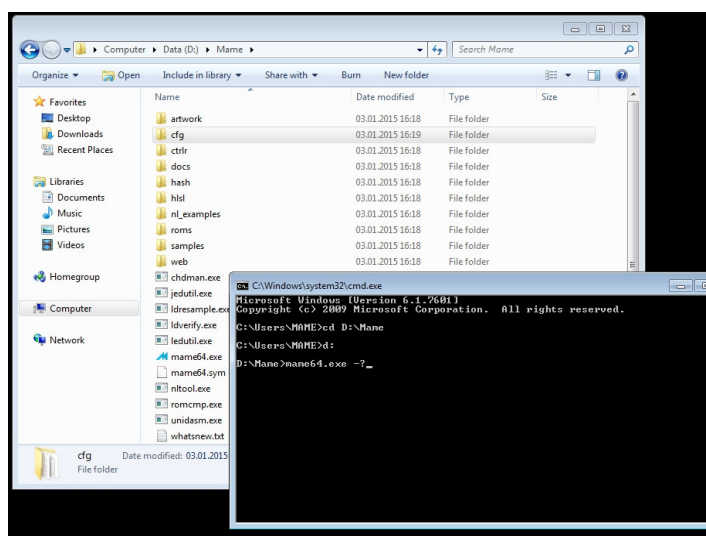 Computer ▸ Data (D:) ▸ Mame ▸
Search Mame
Organize Open Include in library Share with Burn New folder
Name Date modified Type Size
Favorites
Desktop
Downloads
Recent Places
Libraries
Documents
Music
Pictures
Videos
Homegroup
Computer
Network
artwork 03.01.2015 16:18 File folder
cfg 03.01.2015 16:19 File folder
ctrlr 03.01.2015 16:18 File folder
docs 03.01.2015 16:18 File folder
hash 03.01.2015 16:18 File folder
hlsl 03.01.2015 16:18 File folder
nl_examples 03.01.2015 16:18 File folder
roms 03.01.2015 16:18 File folder
samples 03.01.2015 16:18 File folder
web 03.01.2015 16:18 File folder
chdman.exe
jedutil.exe
ldresample.exe
ldverify.exe
ledutil.exe
mame64.exe
mame64.sym
nltool.exe
romcmp.exe
unidasm.exe
whatsnew.txt
cfg Date modified: 03.01.2015
File folder
C:\Windows\system32\cmd.exe
Microsoft Windows [Version 6.1.7601]
Copyright (c) 2009 Microsoft Corporation. All rights reserved.
C:\Users\MAME>cd D:\Mame
C:\Users\MAME>d:
D:\Mame>mame64.exe -?_